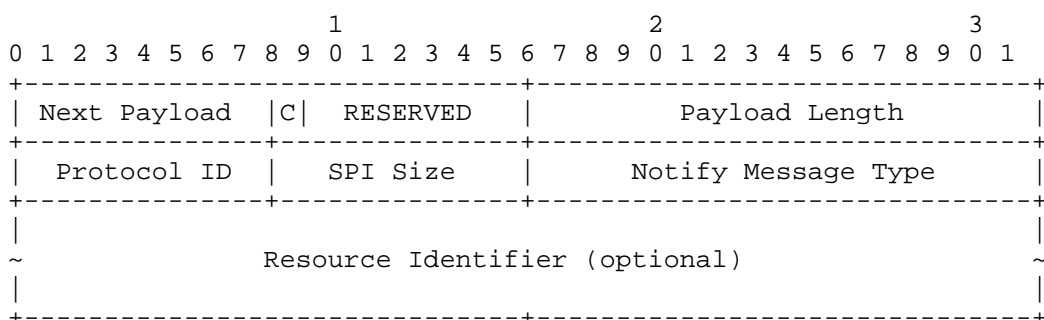 1                   2                   3
0 1 2 3 4 5 6 7 8 9 0 1 2 3 4 5 6 7 8 9 0 1 2 3 4 5 6 7 8 9 0 1
+---------------+---------------+-------------------------------+
| Next Payload  |C|  RESERVED   |         Payload Length        |
+---------------+---------------+-------------------------------+
|  Protocol ID  |   SPI Size    |      Notify Message Type      |
+---------------+---------------+-------------------------------+
|                                                               |
~               Resource Identifier (optional)                  ~
|                                                               |
+-------------------------------+-------------------------------+